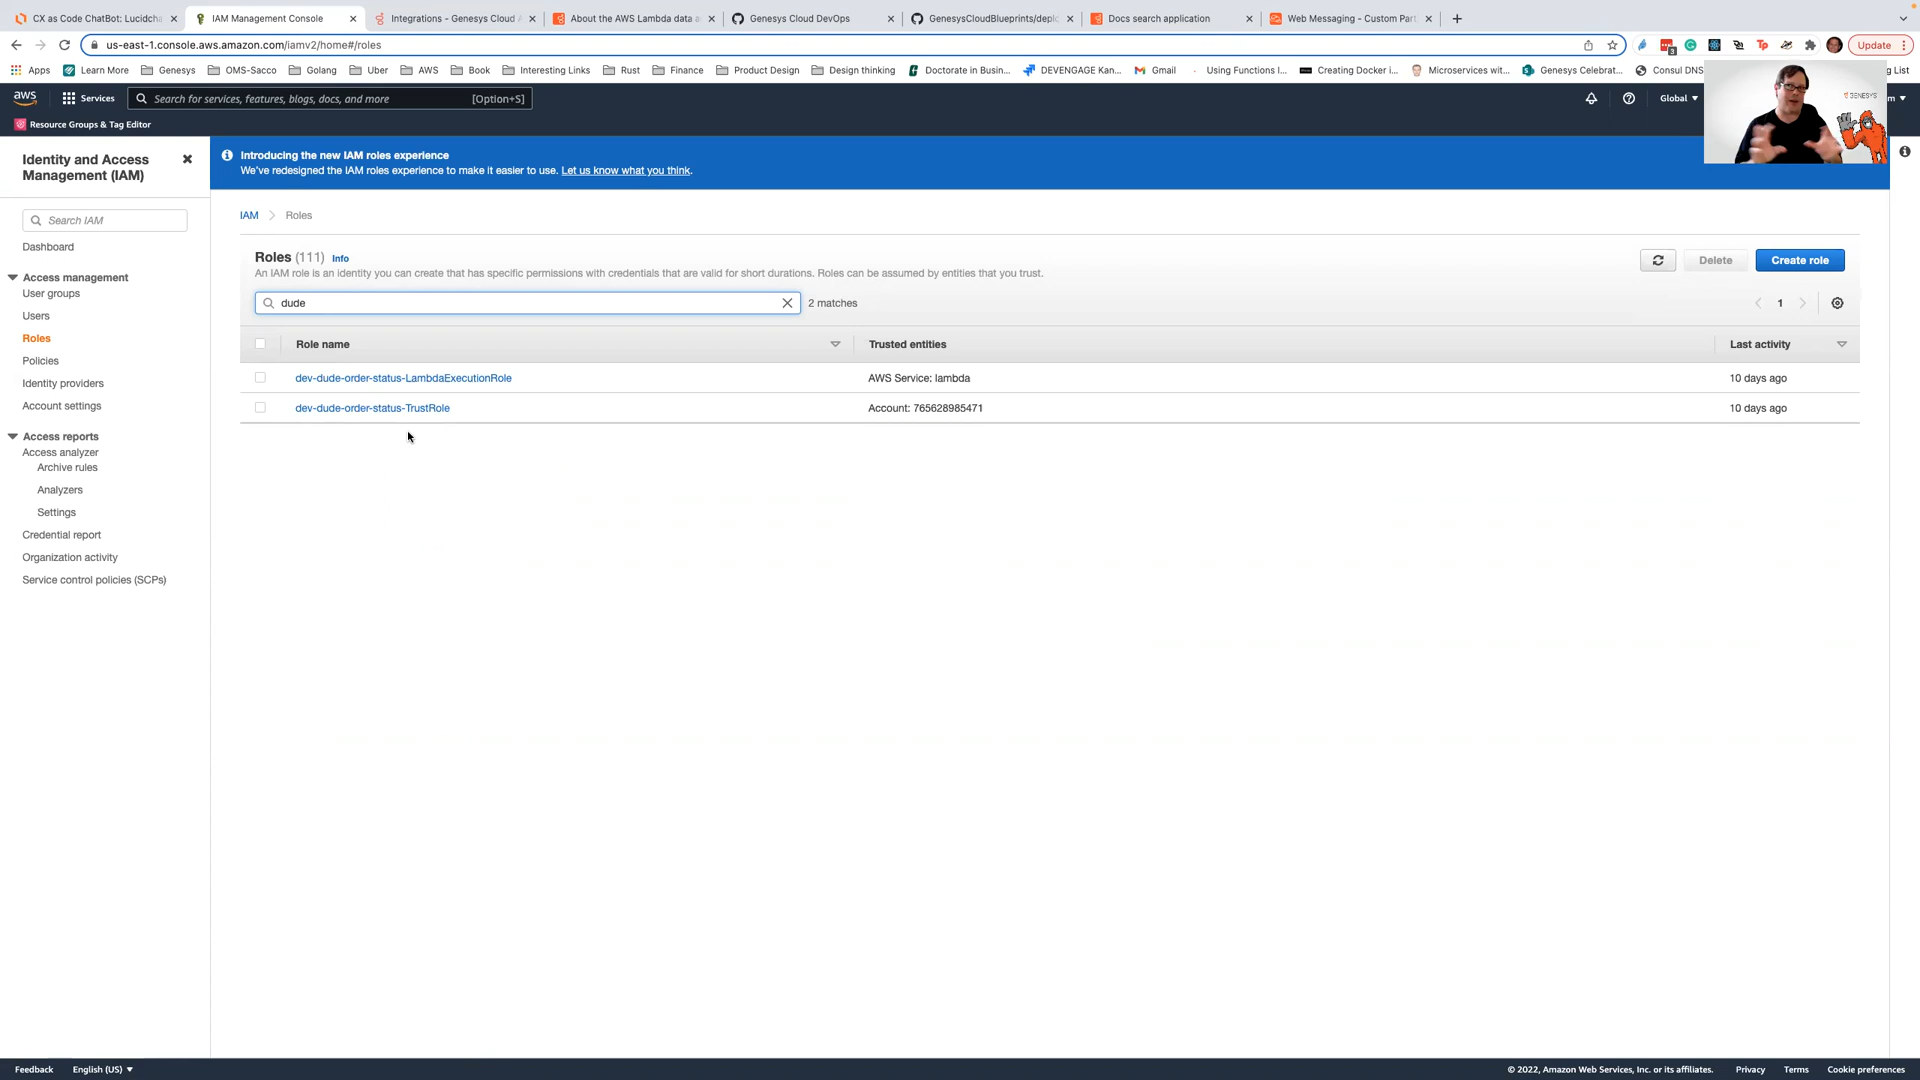 CX as Code ChatBot: Lucidcha
IAM Management Console
Integrations - Genesys Cloud A
About the AWS Lambda data a
Genesys Cloud DevOps
GenesysCloudBlueprints/depl
Docs search application
Web Messaging - Custom Part
us-east-1.console.aws.amazon.com/iamv2/home#/roles
Update
Apps
Learn More
Genesys
OMS-Sacco
Golang
Uber
AWS
Book
Interesting Links
Rust
Finance
Product Design
Design thinking
Doctorate in Busin...
DEVENGAGE Kan...
Gmail
Using Functions I...
Creating Docker i...
Microservices wit...
Genesys Celebrat...
Consul DNS
g List
aws
Services
Search for services, features, blogs, docs, and more
[Option+S]
Global
GENESYS
Resource Groups & Tag Editor
Identity and Access
Management (IAM)
Search IAM
Dashboard
Access management
User groups
Users
Roles
Policies
Identity providers
Account settings
Access reports
Access analyzer
Archive rules
Analyzers
Settings
Credential report
Organization activity
Service control policies (SCPs)
Introducing the new IAM roles experience
We've redesigned the IAM roles experience to make it easier to use. Let us know what you think.
IAM
Roles
Roles (111) Info
An IAM role is an identity you can create that has specific permissions with credentials that are valid for short durations. Roles can be assumed by entities that you trust.
Delete
Create role
dude
2 matches
1
Role name
Trusted entities
Last activity
dev-dude-order-status-LambdaExecutionRole
AWS Service: lambda
10 days ago
dev-dude-order-status-TrustRole
Account: 765628985471
10 days ago
Feedback
English (US)
© 2022, Amazon Web Services, Inc. or its affiliates.
Privacy
Terms
Cookie preferences